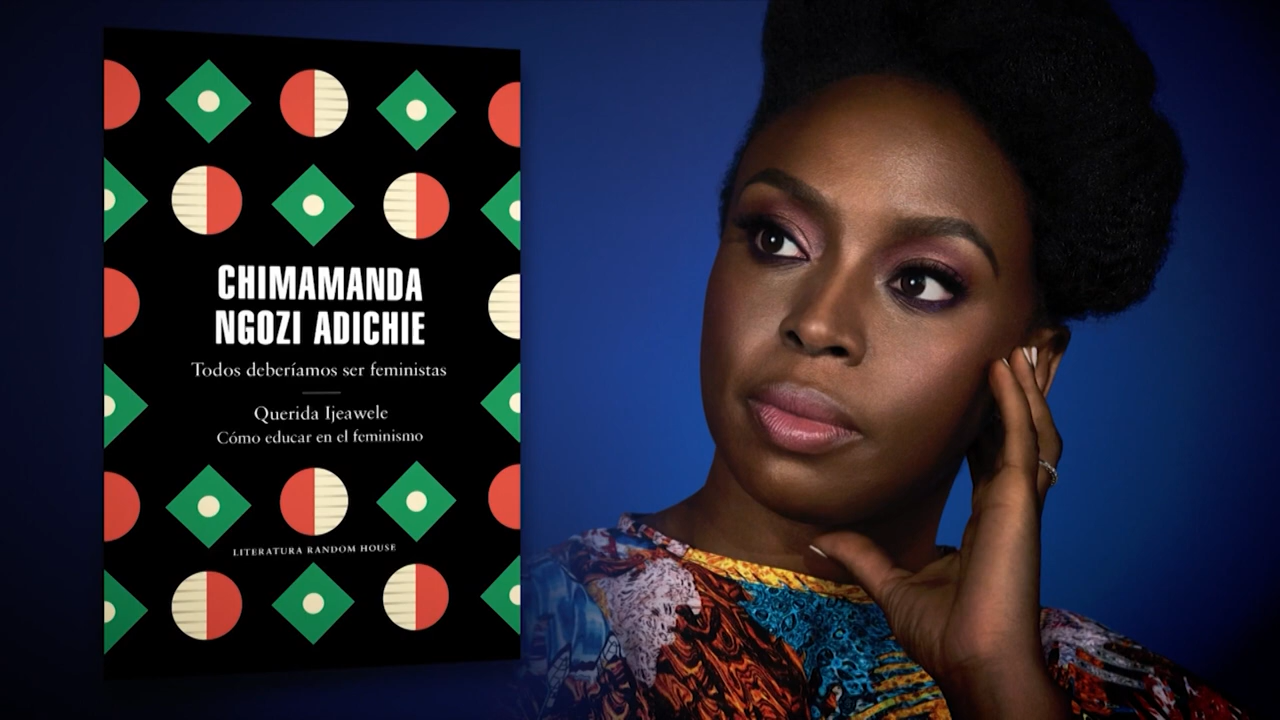 CHIMAMANDA
NGOZI ADICHIE
Todos deberíamos ser feministas
Querida Ijeawele
Cómo educar en el feminismo
LITERATURA RANDOM HOUSE